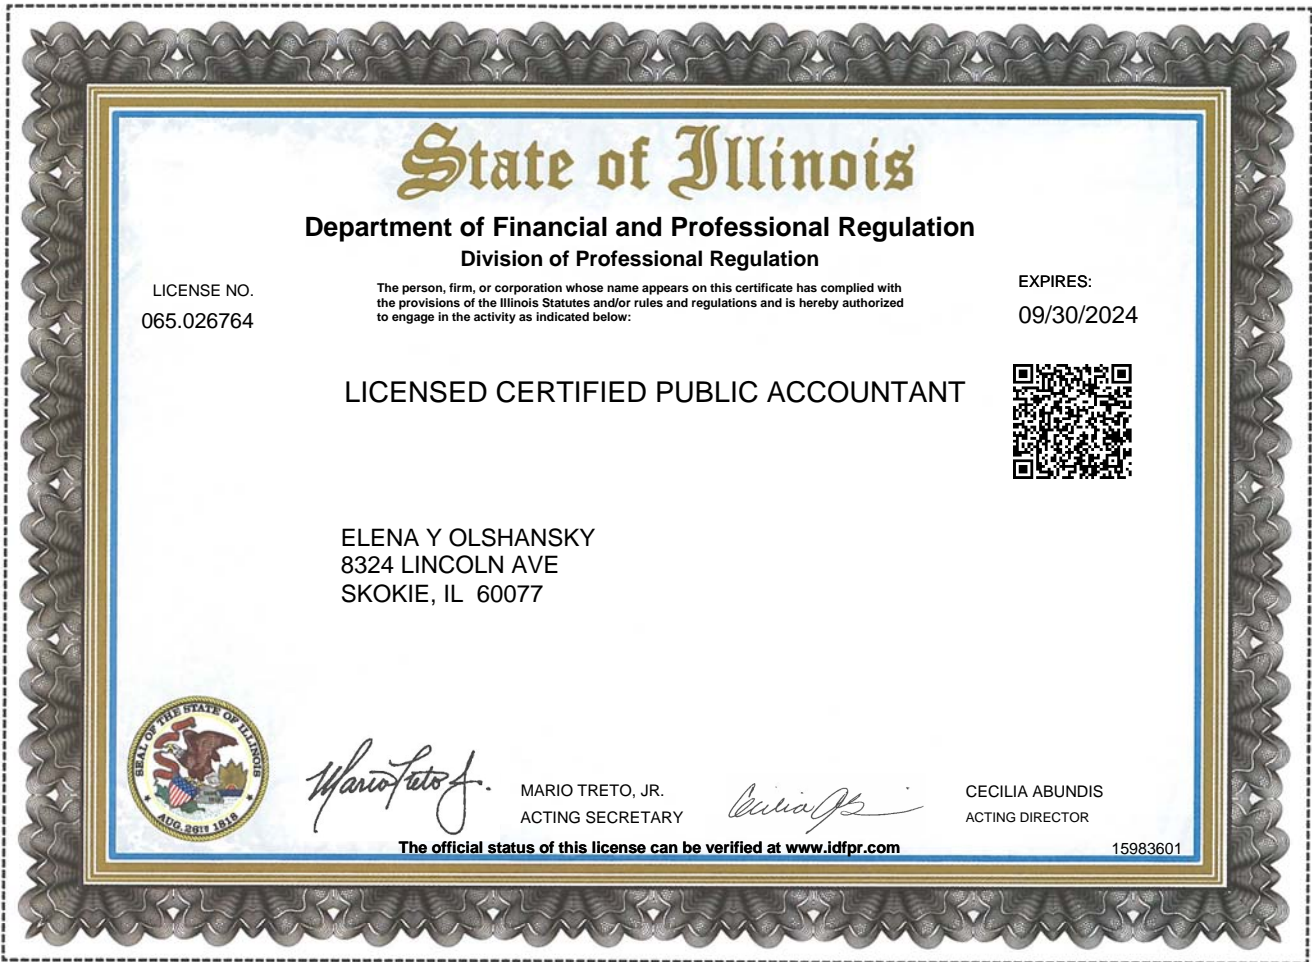 State of Illinois
Department of Financial and Professional Regulation
Division of Professional Regulation
LICENSE NO.
065.026764
The person, firm, or corporation whose name appears on this certificate has complied with
the provisions of the Illinois Statutes and/or rules and regulations and is hereby authorized
to engage in the activity as indicated below:
EXPIRES:
09/30/2024
LICENSED CERTIFIED PUBLIC ACCOUNTANT
ELENA Y OLSHANSKY
8324 LINCOLN AVE
SKOKIE, IL 60077
SEAL OF THE STATE OF ILLINOIS
AUG. 26TH 1818
Mario Treto Jr.
MARIO TRETO, JR.
ACTING SECRETARY
Cecilia
CECILIA ABUNDIS
ACTING DIRECTOR
The official status of this license can be verified at www.idfpr.com
15983601